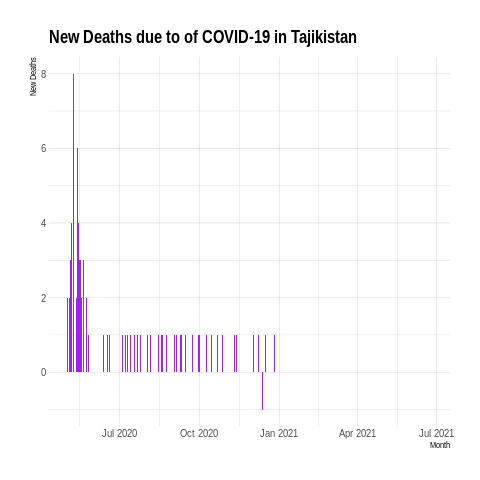 New Deaths due to of COVID-19 in Tajikistan
New Deaths
8
6
4
2
0
Jul 2020
Oct 2020
Jan 2021
Apr 2021
Jul 2021
Month